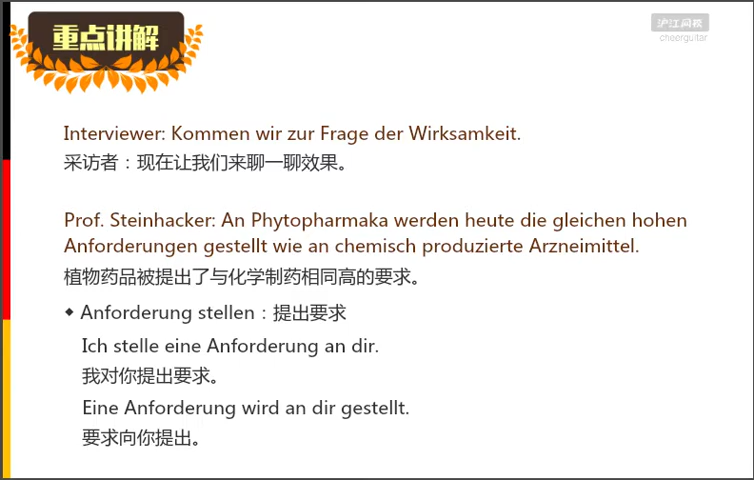 重点讲解
沪江网校
cheerguitar
Interviewer: Kommen wir zur Frage der Wirksamkeit.
采访者：现在让我们来聊一聊效果。
Prof. Steinhacker: An Phytopharmaka werden heute die gleichen hohen
Anforderungen gestellt wie an chemisch produzierte Arzneimittel.
植物药品被提出了与化学制药相同高的要求。
◆ Anforderung stellen：提出要求
Ich stelle eine Anforderung an dir.
我对你提出要求。
Eine Anforderung wird an dir gestellt.
要求向你提出。